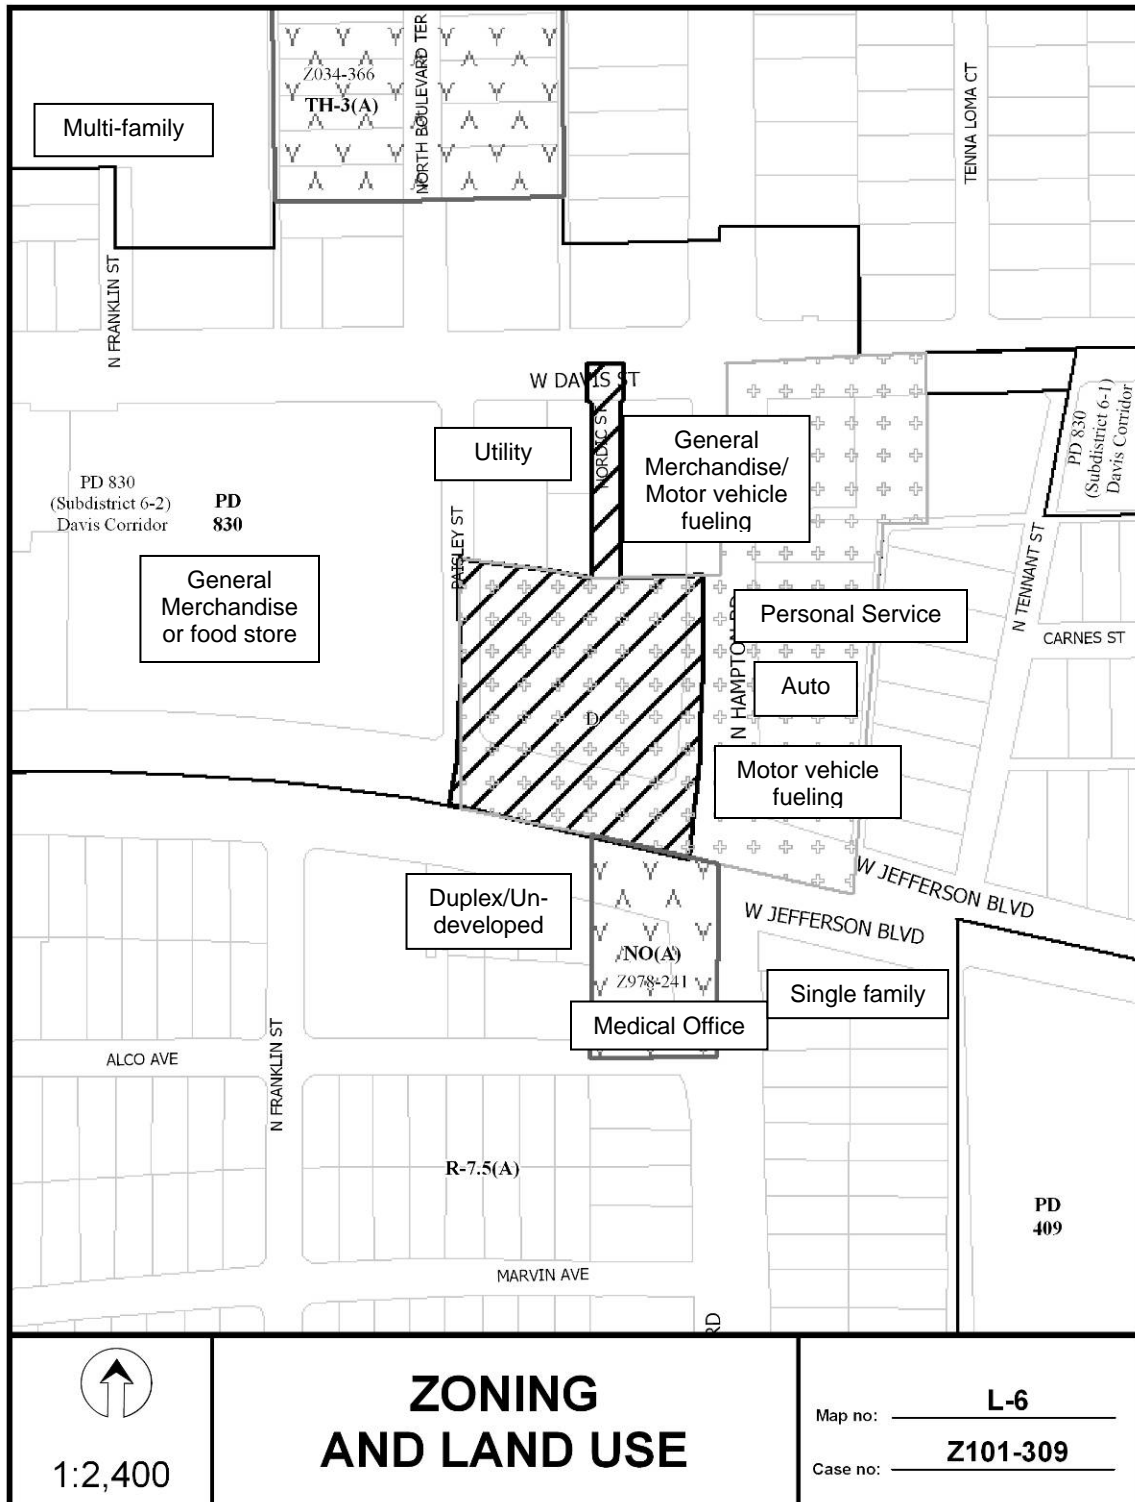 Z034-366
TH-3(A)
NORTH BOULEVARD TER
TENNA LOMA CT
Multi-family
N FRANKLIN ST
W DAVIS ST
NORDIC ST
Utility
General
Merchandise/
Motor vehicle
fueling
PD 830
(Subdistrict 6-1)
Davis Corridor
PD 830
(Subdistrict 6-2)
Davis Corridor
PD
830
PAISLEY ST
General
Merchandise
or food store
N TENNANT ST
CARNES ST
Personal Service
N HAMPTON RD
Auto
D
Motor vehicle
fueling
W JEFFERSON BLVD
W JEFFERSON BLVD
Duplex/Un-
developed
NO(A)
Z978-241
Single family
Medical Office
ALCO AVE
N FRANKLIN ST
R-7.5(A)
PD
409
MARVIN AVE
RD
1:2,400
ZONING
AND LAND USE
Map no: L-6
Case no: Z101-309